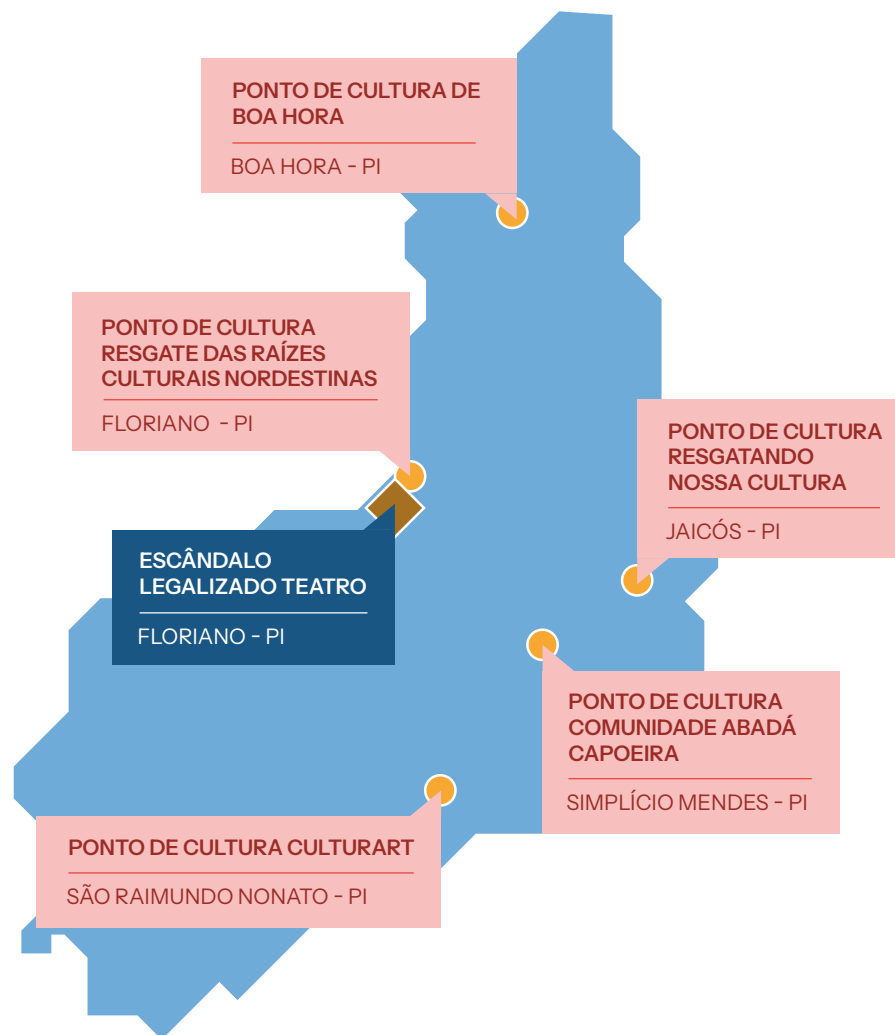 PONTO DE CULTURA DE
BOA HORA
BOA HORA - PI
PONTO DE CULTURA
RESGATE DAS RAÍZES
CULTURAIS NORDESTINAS
FLORIANO - PI
PONTO DE CULTURA
RESGATANDO
NOSSA CULTURA
JAICÓS - PI
ESCÂNDALO
LEGALIZADO TEATRO
FLORIANO - PI
PONTO DE CULTURA
COMUNIDADE ABADÁ
CAPOEIRA
SIMPLÍCIO MENDES - PI
PONTO DE CULTURA CULTURART
SÃO RAIMUNDO NONATO - PI